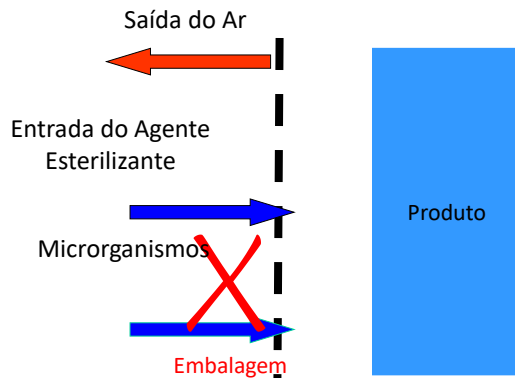 Saída do Ar
Entrada do Agente
Esterilizante
Produto
Microrganismos
Embalagem